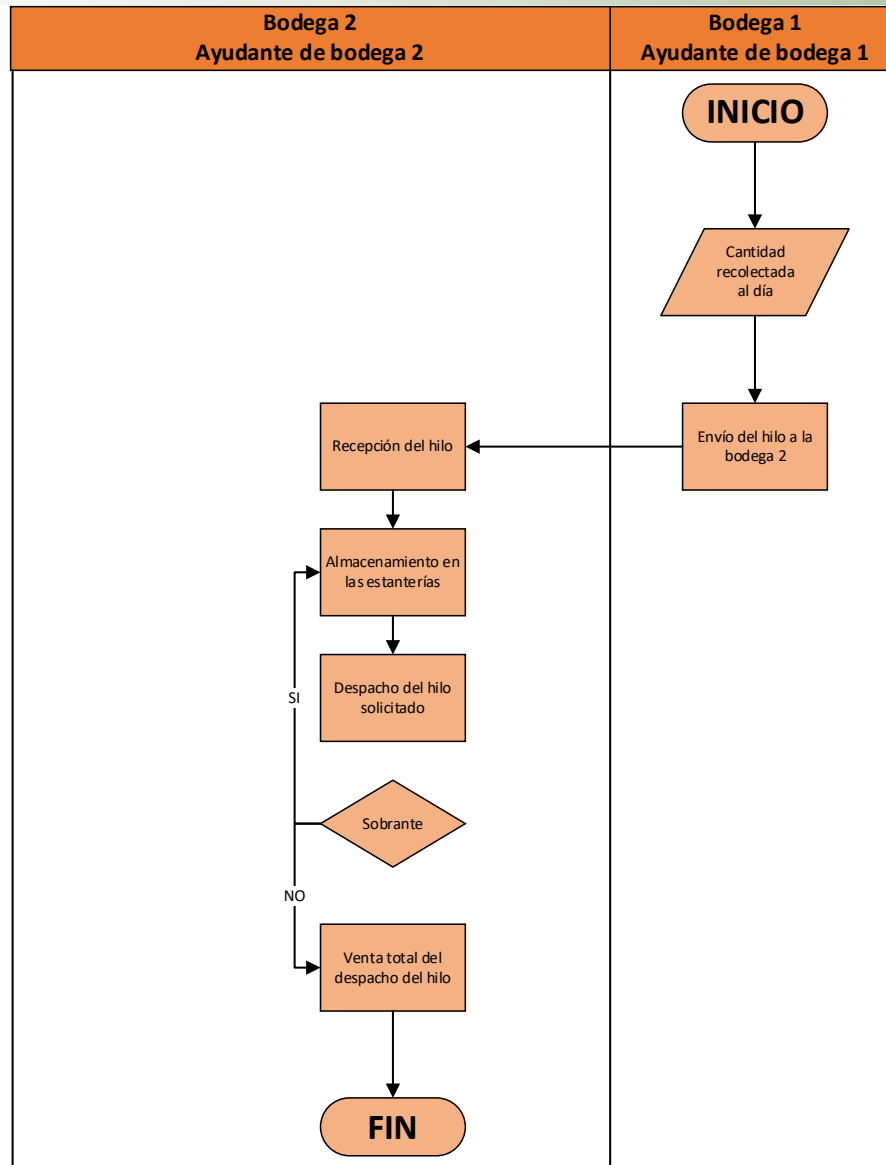 Bodega 2
Ayudante de bodega 2
Bodega 1
Ayudante de bodega 1
INICIO
Cantidad
recolectada
al día
Envío del hilo a la
bodega 2
Recepción del hilo
Almacenamiento en
las estanterías
Despacho del hilo
solicitado
SI
Sobrante
NO
Venta total del
despacho del hilo
FIN